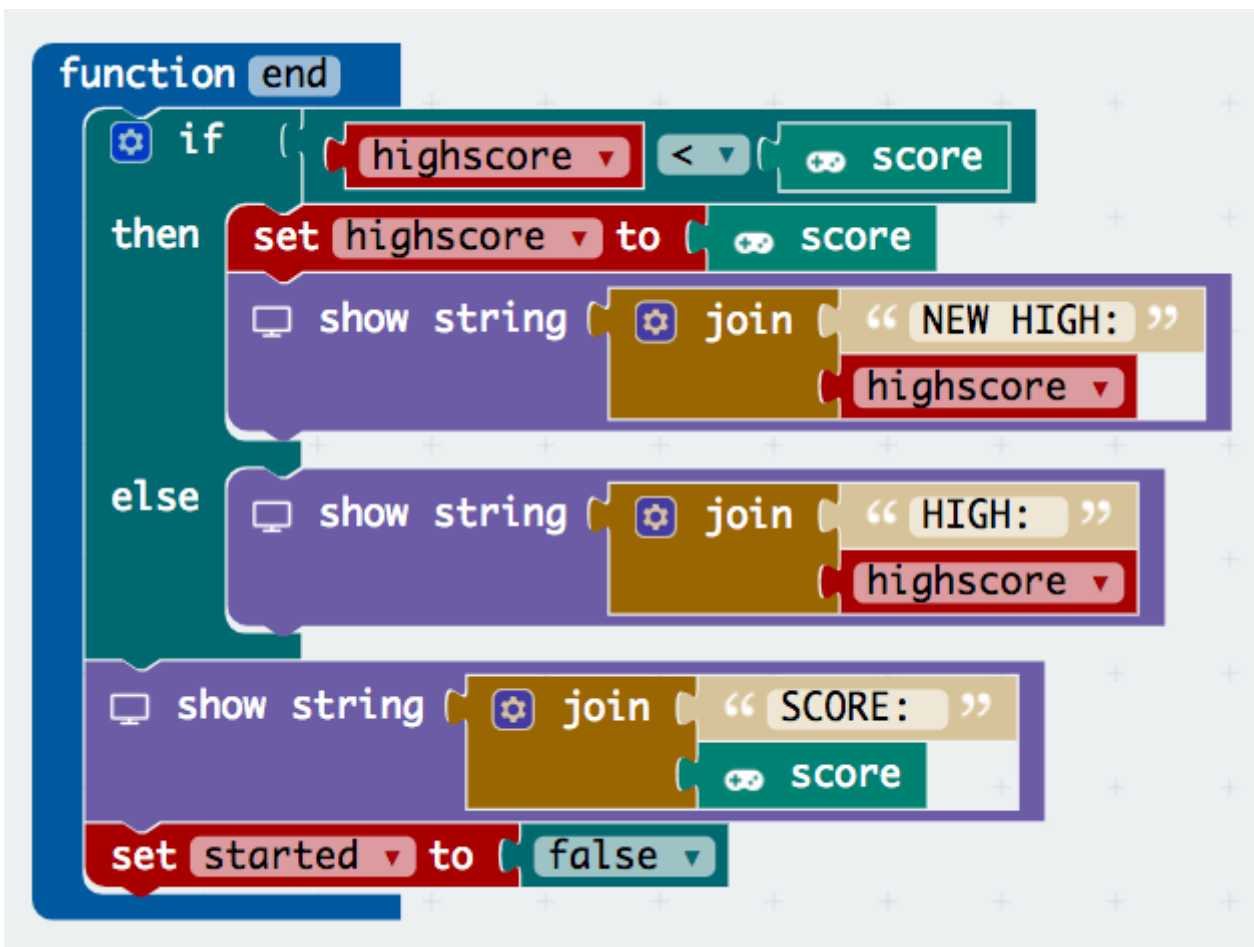 function end
if highscore < score
then set highscore to score
show string join “ NEW HIGH: ”
highscore
else show string join “ HIGH: ”
highscore
show string join “ SCORE: ”
score
set started to false